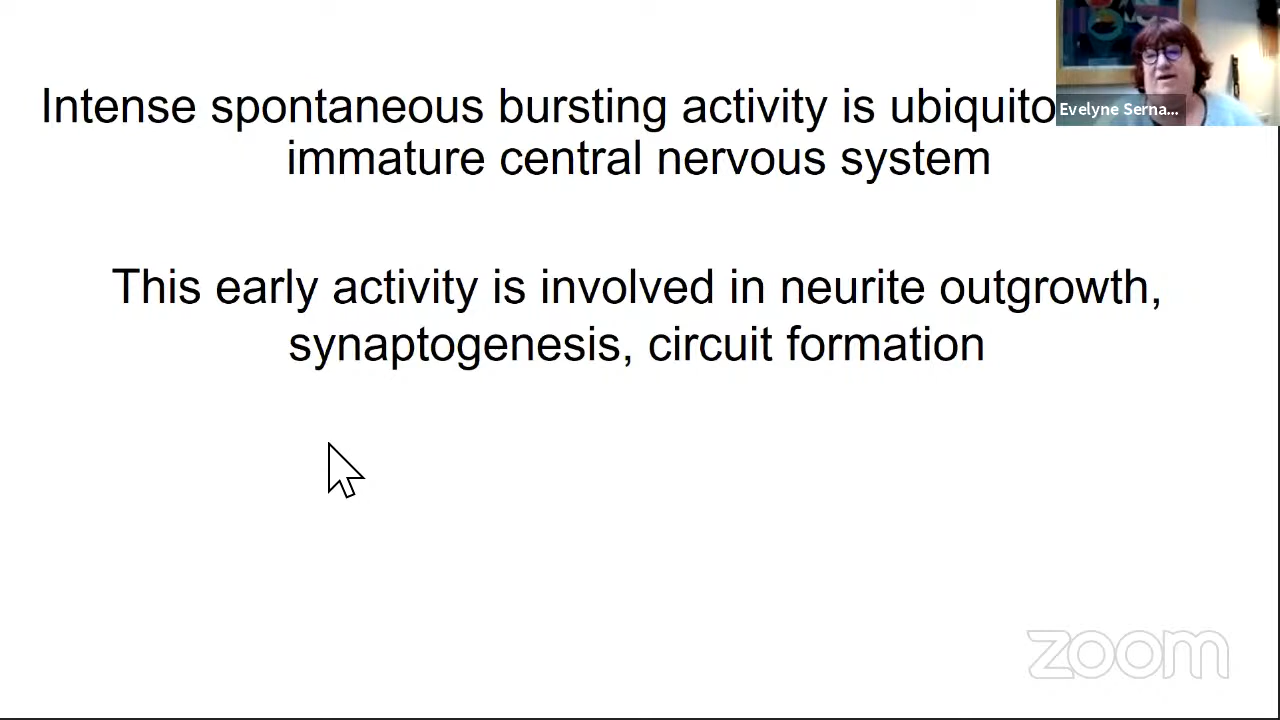 Intense spontaneous bursting activity is ubiquito
Evelyne Serna...
immature central nervous system
This early activity is involved in neurite outgrowth,
synaptogenesis, circuit formation
zoom